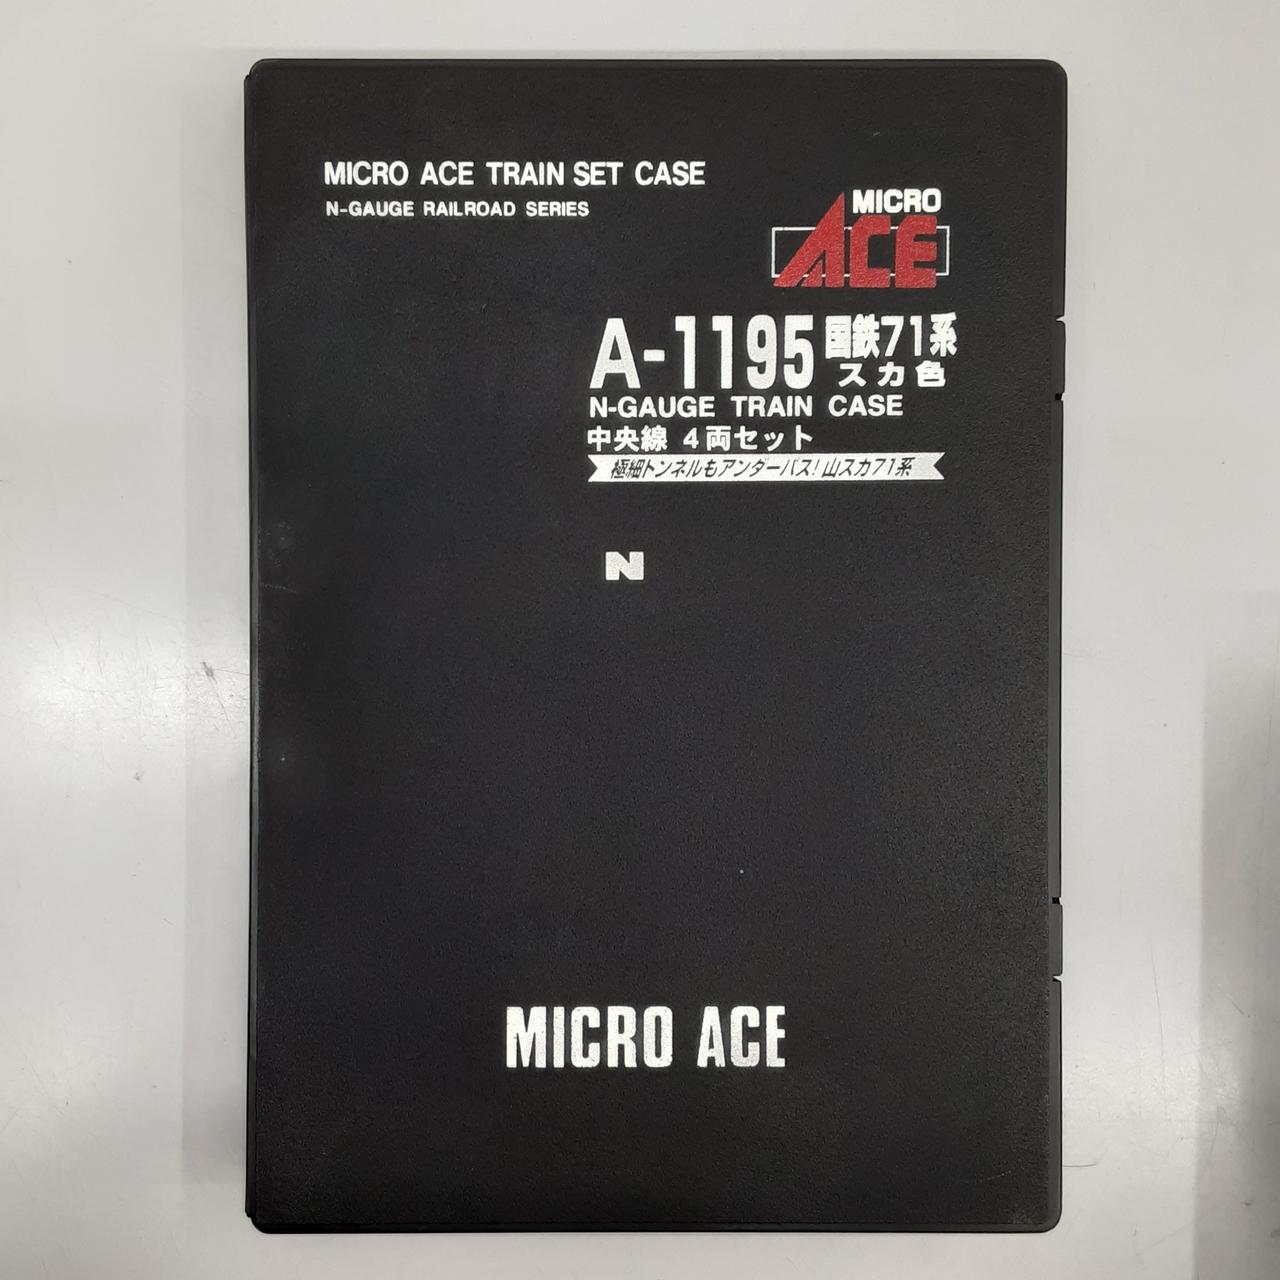 MICRO ACE TRAIN SET CASE
N-GAUGE RAILROAD SERIES
MICRO
ACE
A-1195 国鉄71系
スカ色
N-GAUGE TRAIN CASE
中央線 4両セット
極細トンネルもアンダーパス!山スカ71系
N
MICRO ACE